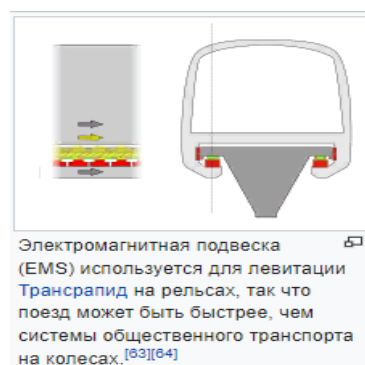 Электромагнитная подвеска
(EMS) используется для левитации
Трансрапид на рельсах, так что
поезд может быть быстрее, чем
системы общественного транспорта
на колесах.[63][64]